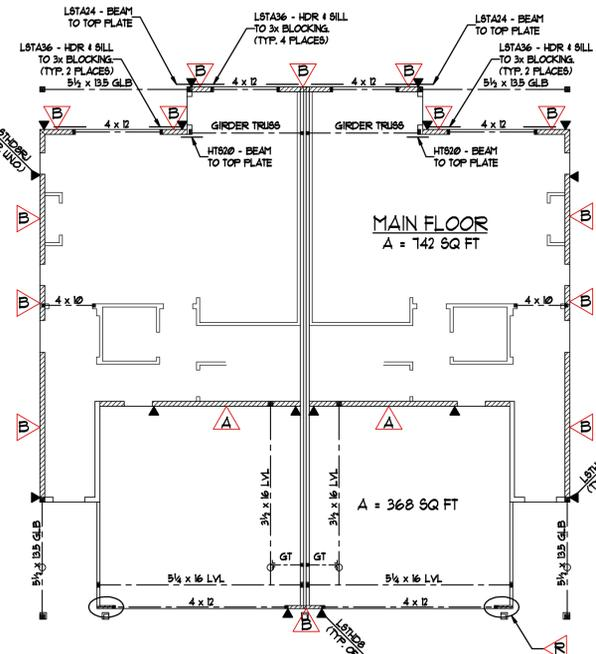 LSTA24 - BEAM
TO TOP PLATE
LSTA36 - HDR & SILL
TO 3x BLOCKING.
(TYP. 4 PLACES)
LSTA24 - BEAM
TO TOP PLATE
LSTA36 - HDR & SILL
TO 3x BLOCKING.
(TYP. 2 PLACES)
LSTA36 - HDR & SILL
TO 3x BLOCKING.
(TYP. 2 PLACES)
B B B
5½ x 13.5 GLB 4 x 12 4 x 12 5½ x 13.5 GLB
B B B B
4 x 12 GIRDER TRUSS GIRDER TRUSS 4 x 12
HTS20 - BEAM
TO TOP PLATE
HTS20 - BEAM
TO TOP PLATE
B B
MAIN FLOOR
A = 742 SQ FT
B 4 x 10 4 x 10 B
B A A B
3½ x 16 LVL 3½ x 16 LVL
A = 368 SQ FT
5½ x 13.5 GLB 5½ x 13.5 GLB
GT GT
5¼ x 16 LVL 5¼ x 16 LVL
4 x 12 4 x 12
B
LSTHD8
R